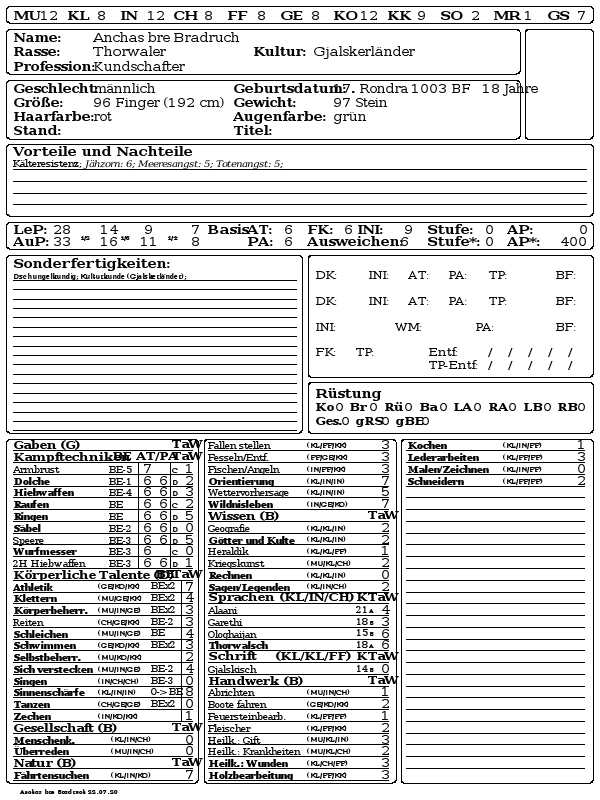 MU12 KL 8 IN 12 CH 8 FF 8 GE 8 KO12 KK 9 SO 2 MR 1 GS 7
Name: Anchas bre Bradruch
Rasse: Thorwaler Kultur: Gjalskerländer
Profession: Kundschafter
Geschlecht: männlich Geburtsdatum: 17. Rondra 1003 BF 18 Jahre
Größe: 96 Finger (192 cm) Gewicht: 97 Stein
Haarfarbe: rot Augenfarbe: grün
Stand: Titel:
Vorteile und Nachteile
Kälteresistenz; Jähzorn: 6; Meeresangst: 5; Totenangst: 5;
LeP: 28 14 9 7 Basis AT: 6 FK: 6 INI: 9 Stufe: 0 AP: 0
AuP: 33 1/2 16 1/3 11 1/4 8 PA: 6 Ausweichen: 6 Stufe*: 0 AP*: 400
Sonderfertigkeiten:
Dschungelkundig; Kulturkunde (Gjalskerländer);
DK: INI: AT: PA: TP: BF:
DK: INI: AT: PA: TP: BF:
INI: WM: PA: BF:
FK: TP: Entf: / / / / /
TP-Entf: / / / / /
Rüstung
Ko 0 Br 0 Rü 0 Ba 0 LA 0 RA 0 LB 0 RB 0
Ges. 0 gRS 0 gBE 0
Gaben (G) TaW
Kampftechniken BE AT/PA TaW
Armbrust BE-5 7 C 1
Dolche BE-1 6 6 D 2
Hiebwaffen BE-4 6 6 D 3
Raufen BE 6 6 C 2
Ringen BE 6 6 D 5
Säbel BE-2 6 6 D 0
Speere BE-3 6 6 D 5
Wurfmesser BE-3 6 C 0
2H Hiebwaffen BE-3 6 6 D 1
Körperliche Talente (D) BE TaW
Athletik (GE/KO/KK) BEx2 7
Klettern (MU/GE/KK) BEx2 4
Körperbeherr. (MU/IN/GE) BEx2 3
Reiten (CH/GE/KK) BE-2 3
Schleichen (MU/IN/GE) BE 4
Schwimmen (GE/KO/KK) BEx2 3
Selbstbeherr. (MU/KO/KK) 2
Sich verstecken (MU/IN/GE) BE-2 4
Singen (IN/CH/CH) BE-3 0
Sinnenschärfe (KL/IN/IN) 0->BE 8
Tanzen (CH/GE/GE) BEx2 0
Zechen (IN/KO/KK) 1
Gesellschaft (B) TaW
Menschenk. (KL/IN/CH) 0
Überreden (MU/IN/CH) 0
Natur (B) TaW
Fährtensuchen (KL/IN/KO) 7
Fallen stellen (KL/FF/KK) 3
Fesseln/Entf. (FF/GE/KK) 3
Fischen/Angeln (IN/FF/KK) 3
Orientierung (KL/IN/IN) 7
Wettervorhersage (KL/IN/IN) 5
Wildnisleben (IN/GE/KO) 7
Wissen (B) TaW
Geografie (KL/KL/IN) 2
Götter und Kulte (KL/KL/IN) 2
Heraldik (KL/KL/FF) 1
Kriegskunst (MU/KL/CH) 2
Rechnen (KL/KL/IN) 0
Sagen/Legenden (KL/IN/CH) 2
Sprachen (KL/IN/CH) K TaW
Alaani 21 A 4
Garethi 18 B 3
Ologhaijan 15 B 6
Thorwalsch 18 A 6
Schrift (KL/KL/FF) K TaW
Gjalskisch 14 B 0
Handwerk (B) TaW
Abrichten (MU/IN/CH) 1
Boote fahren (GE/KO/KK) 2
Feuersteinbearb. (KL/FF/FF) 1
Fleischer (KL/FF/KK) 2
Heilk.: Gift (MU/KL/IN) 3
Heilk.: Krankheiten (MU/KL/CH) 2
Heilk.: Wunden (KL/CH/FF) 3
Holzbearbeitung (KL/FF/KK) 3
Kochen (KL/IN/FF) 1
Lederarbeiten (KL/FF/FF) 3
Malen/Zeichnen (KL/IN/FF) 0
Schneidern (KL/FF/FF) 2
Anchas bre Bradruch 22.07.20